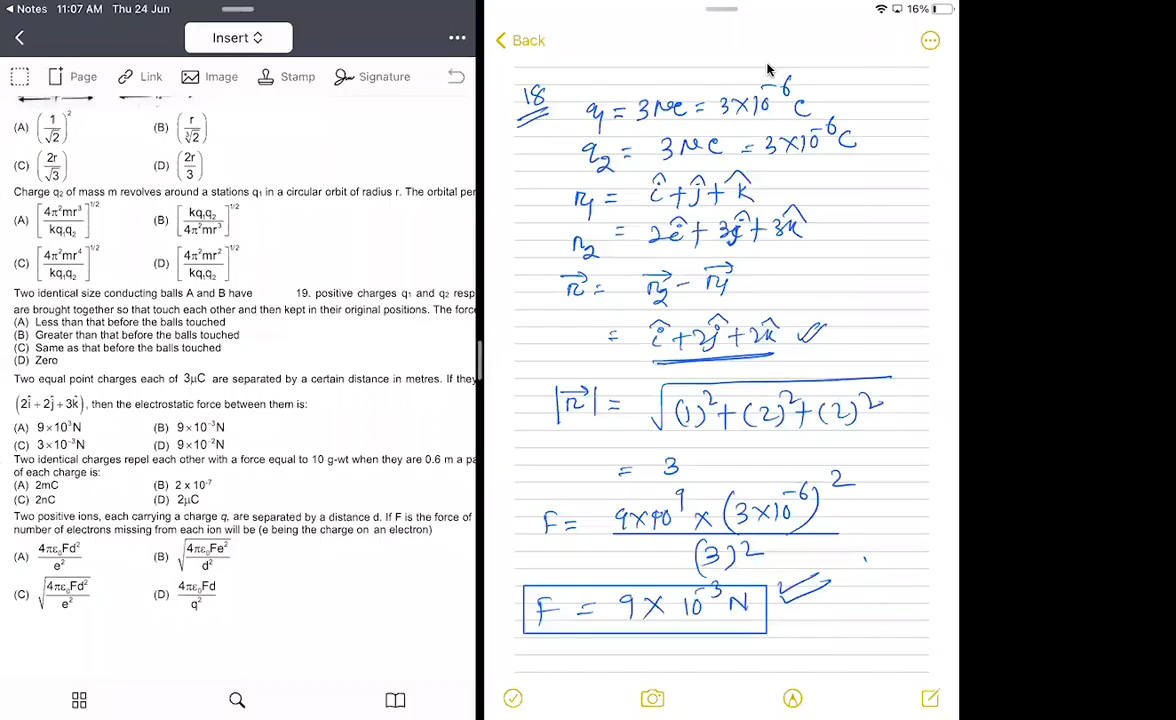 Notes 11:07 AM Thu 24 Jun
16%
Insert
Back
Page Link Image Stamp Signature
(A) (1/√2)² (B) (r/∛2)
(C) (2r/√3) (D) (2r/3)
Charge q₂ of mass m revolves around a stations q₁ in a circular orbit of radius r. The orbital per
(A) [4π²mr³/kq₁q₂]^1/2 (B) [kq₁q₂/4π²mr³]^1/2
(C) [4π²mr⁴/kq₁q₂]^1/2 (D) [4π²mr²/kq₁q₂]^1/2
Two identical size conducting balls A and B have 19. positive charges q₁ and q₂ resp
are brought together so that touch each other and then kept in their original positions. The force
(A) Less than that before the balls touched
(B) Greater than that before the balls touched
(C) Same as that before the balls touched
(D) Zero
Two equal point charges each of 3μC are separated by a certain distance in metres. If they
(2î + 2ĵ + 3k̂), then the electrostatic force between them is:
(A) 9×10³N (B) 9×10⁻³N
(C) 3×10⁻³N (D) 9×10⁻²N
Two identical charges repel each other with a force equal to 10 g-wt when they are 0.6 m a pa
of each charge is:
(A) 2mC (B) 2 x 10⁻⁷
(C) 2nC (D) 2μC
Two positive ions, each carrying a charge q, are separated by a distance d. If F is the force of
number of electrons missing from each ion will be (e being the charge on an electron)
(A) 4πε₀Fd²/e² (B) √(4πε₀Fe²/d²)
(C) √(4πε₀Fd²/e²) (D) 4πε₀Fd/q²
18
q₁ = 3μC = 3×10⁻⁶ C
q₂ = 3μC = 3×10⁻⁶ C
r₁ = î + ĵ + k̂
r₂ = 2î + 3ĵ + 3k̂
r⃗ = r⃗₂ - r⃗₁
= î + 2ĵ + 2k̂
|r⃗| = √((1)² + (2)² + (2)²)
= 3
F = 9×10⁹ × (3×10⁻⁶)² / (3)²
F = 9 × 10⁻³ N